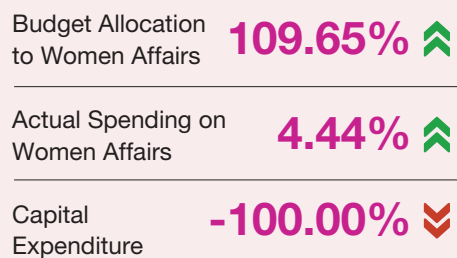 Budget Allocation
to Women Affairs
109.65%
Actual Spending on
Women Affairs
4.44%
Capital
Expenditure
-100.00%